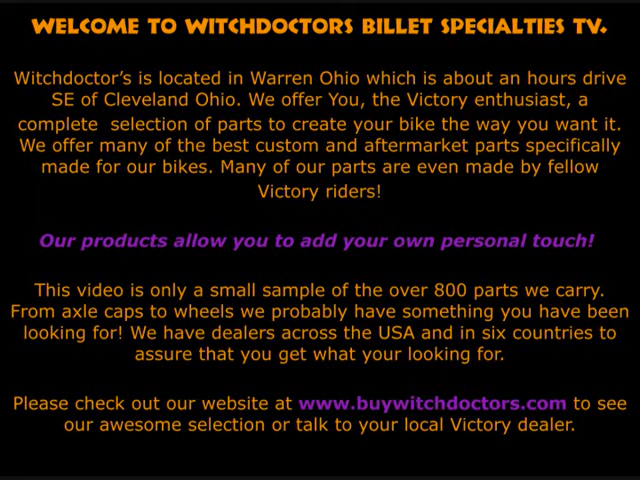 WELCOME TO WITCHDOCTORS BILLET SPECIALTIES TV.
Witchdoctor's is located in Warren Ohio which is about an hours drive
SE of Cleveland Ohio. We offer You, the Victory enthusiast, a
complete selection of parts to create your bike the way you want it.
We offer many of the best custom and aftermarket parts specifically
made for our bikes. Many of our parts are even made by fellow
Victory riders!
Our products allow you to add your own personal touch!
This video is only a small sample of the over 800 parts we carry.
From axle caps to wheels we probably have something you have been
looking for! We have dealers across the USA and in six countries to
assure that you get what your looking for.
Please check out our website at www.buywitchdoctors.com to see
our awesome selection or talk to your local Victory dealer.